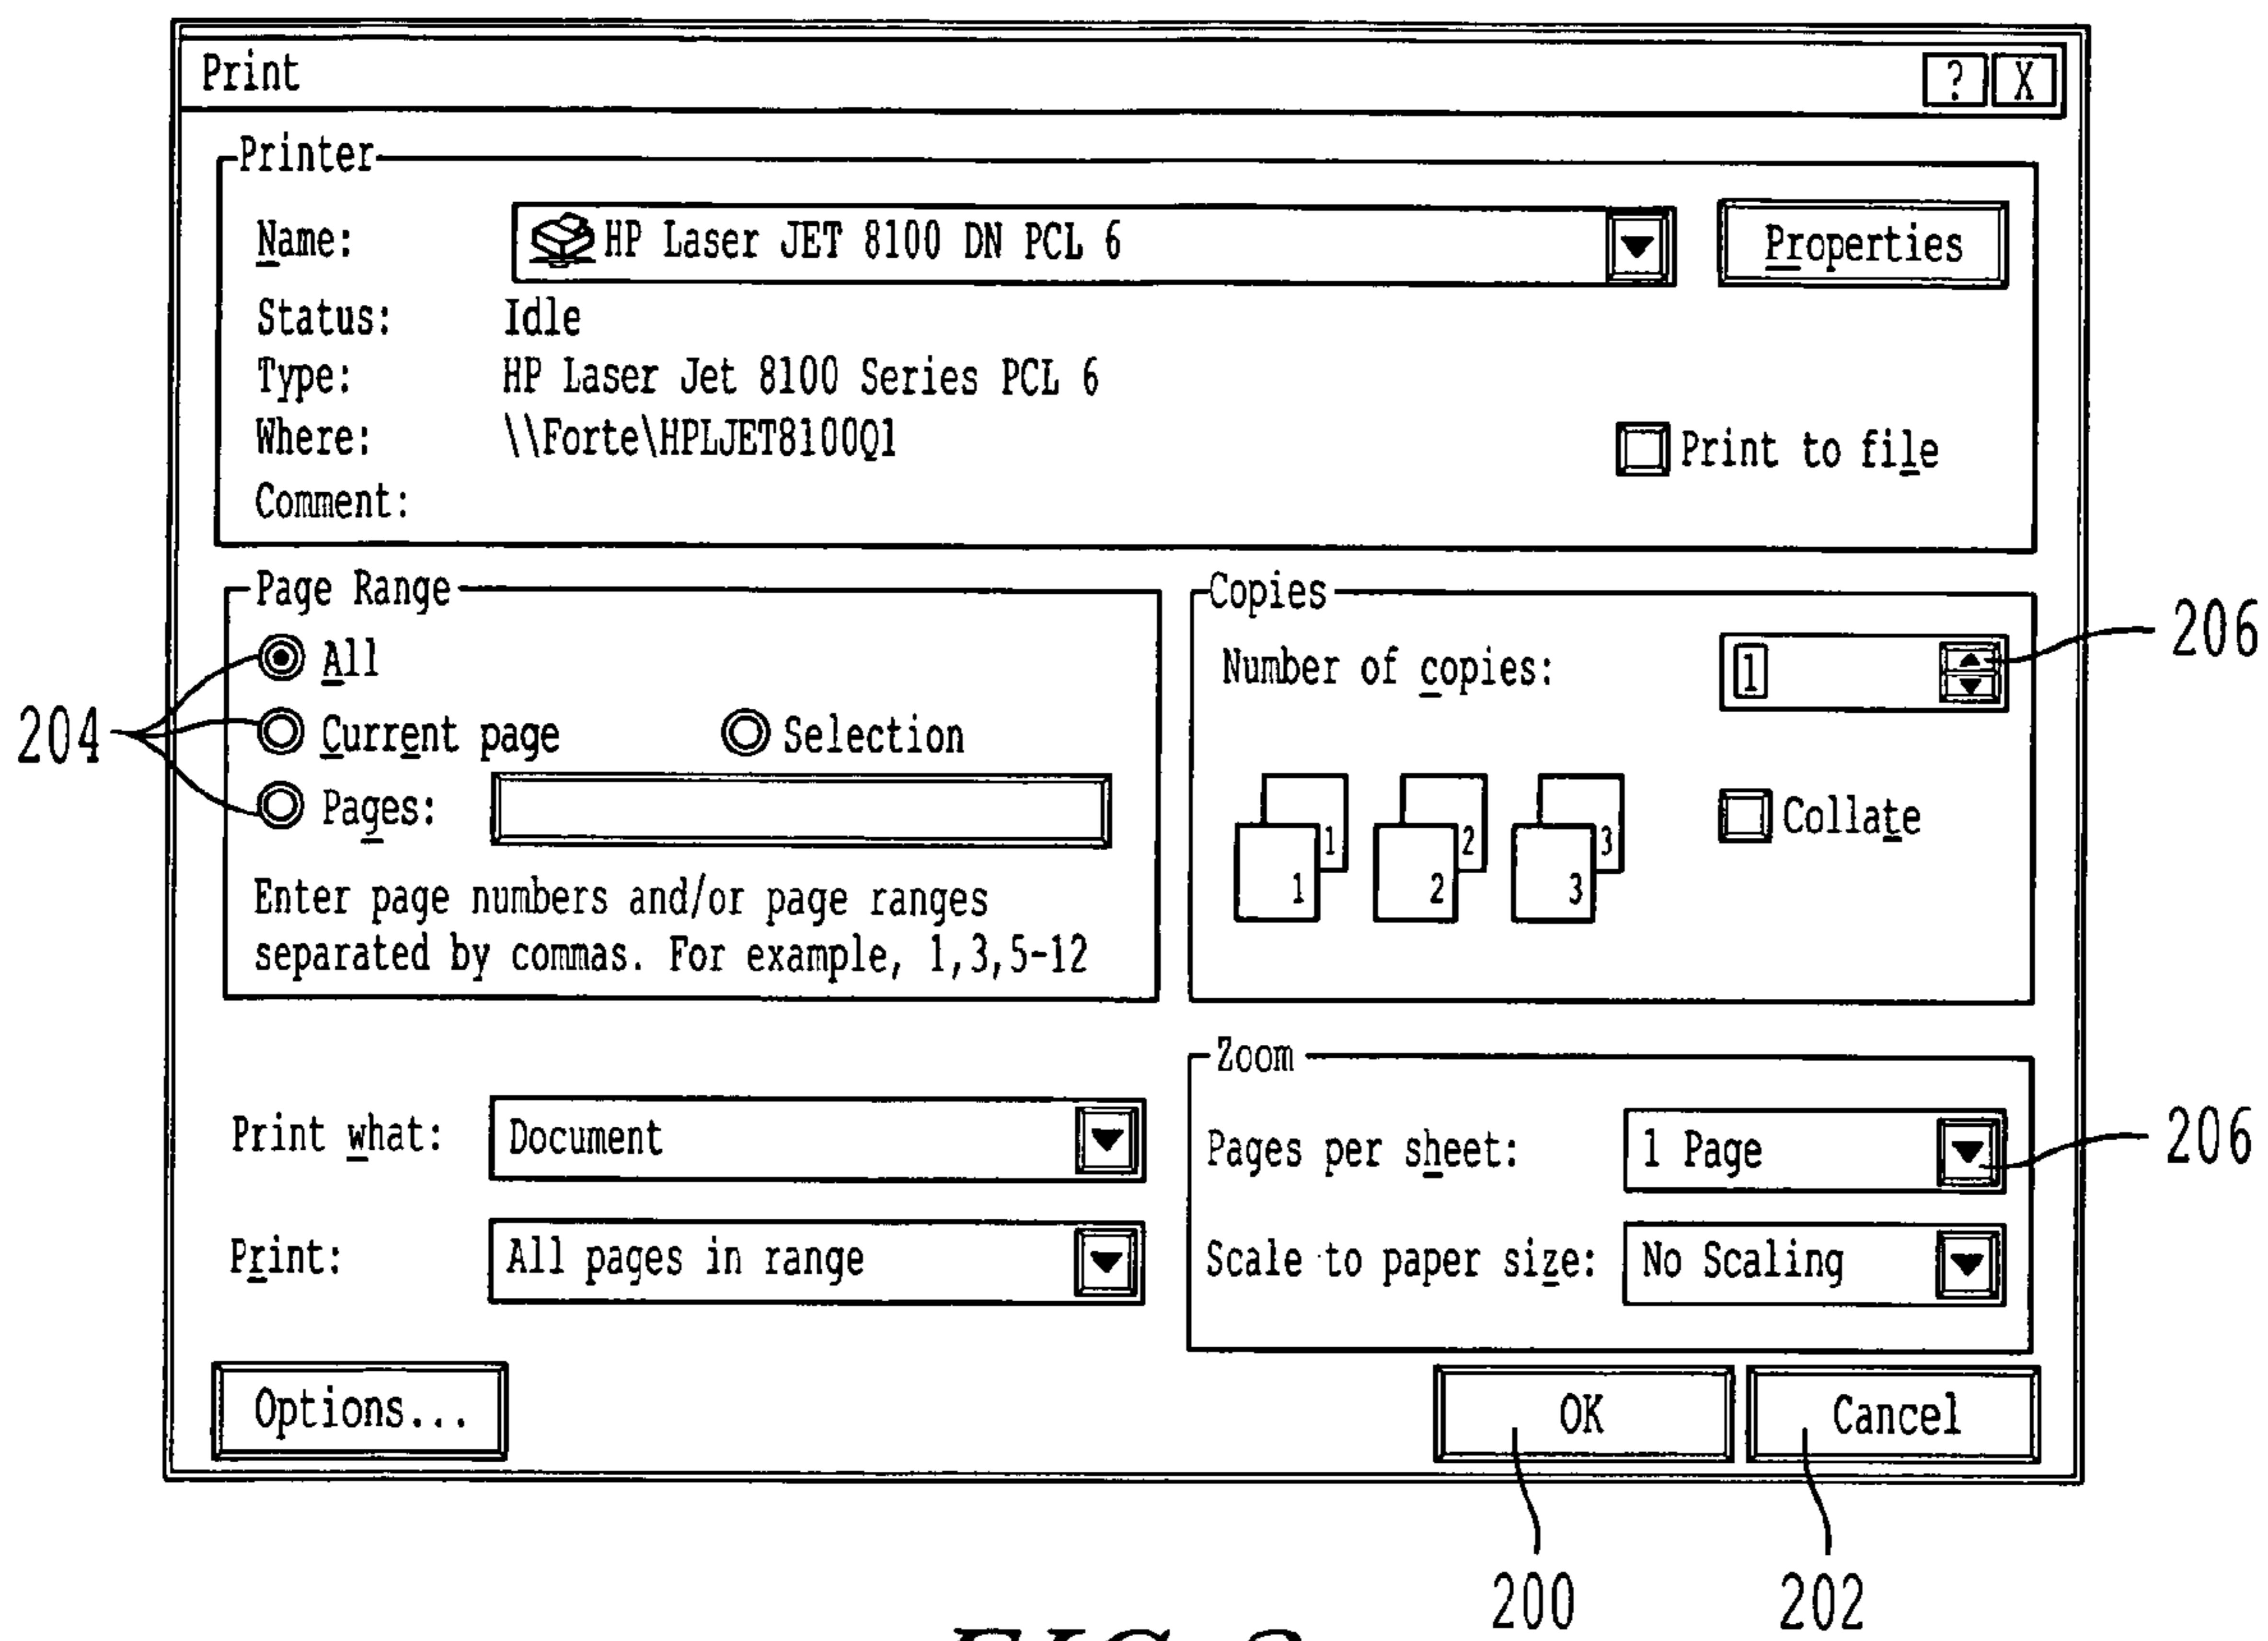 Print ? X
Printer
Name: HP Laser JET 8100 DN PCL 6 Properties
Status: Idle
Type: HP Laser Jet 8100 Series PCL 6
Where: \\Forte\HPLJET8100Q1
Print to file
Comment:
Page Range
All
Current page Selection
Pages:
Enter page numbers and/or page ranges
separated by commas. For example, 1,3,5-12
204
Copies
Number of copies: 1
206
1 1 2 2 3 3
Collate
Print what: Document
Print: All pages in range
Zoom
Pages per sheet: 1 Page
206
Scale to paper size: No Scaling
Options... OK Cancel
200 202